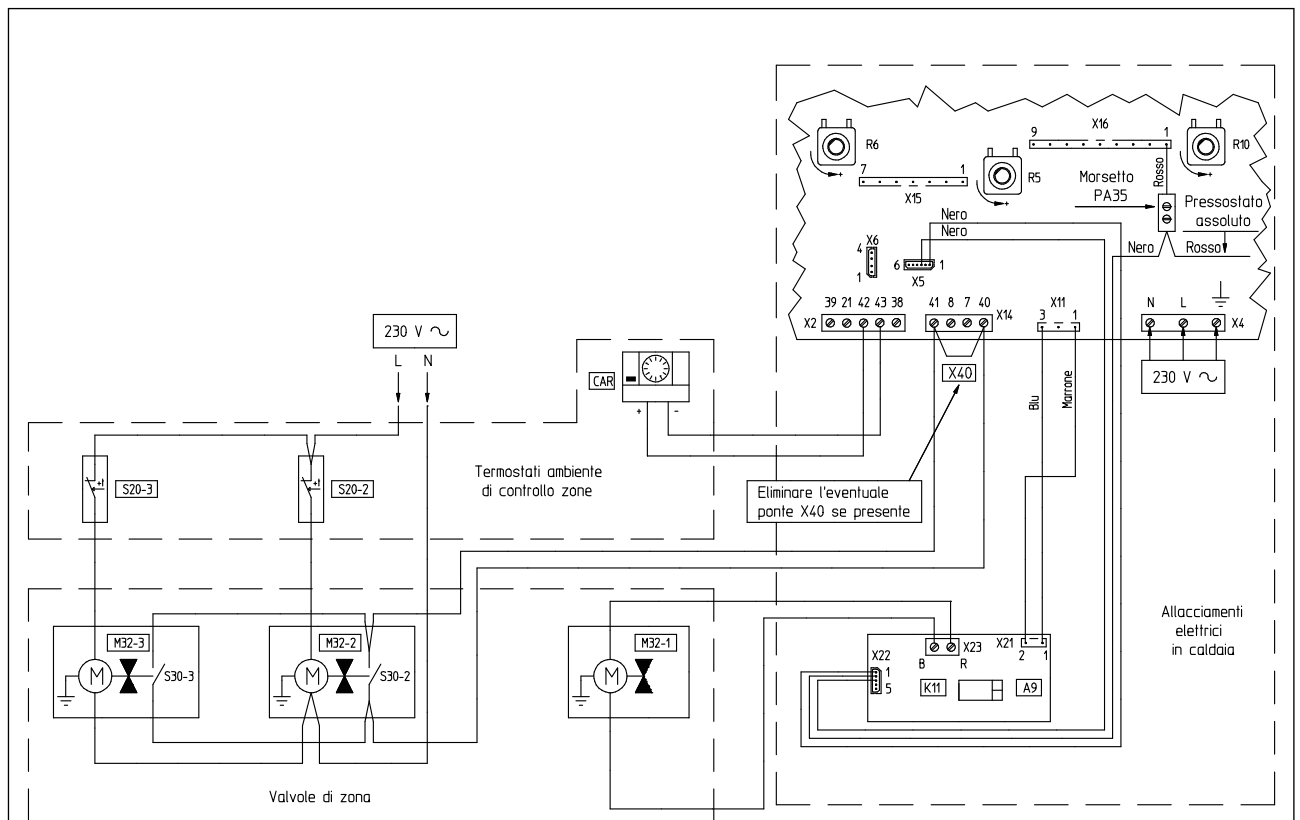 X16
9 1
R6
R10
7 1
X15
R5
Rosso
Morsetto
PA35
Pressostato
assoluto
Nero
Nero
Nero
Rosso
4 X6
1
6 1
X5
39 21 42 43 38
X2
41 8 7 40
X14
X11
3 1
N L
X4
230 V ~
L N
CAR
+ -
X40
230 V ~
Blu
Marrone
S20-3
S20-2
Termostati ambiente
di controllo zone
Eliminare l'eventuale
ponte X40 se presente
M32-3
M32-2
M32-1
M
S30-3
M
S30-2
M
Allacciamenti
elettrici
in caldaia
X22
1
5
X23
B R
X21
2 1
K11
A9
+t
+t
+
+
+
Valvole di zona